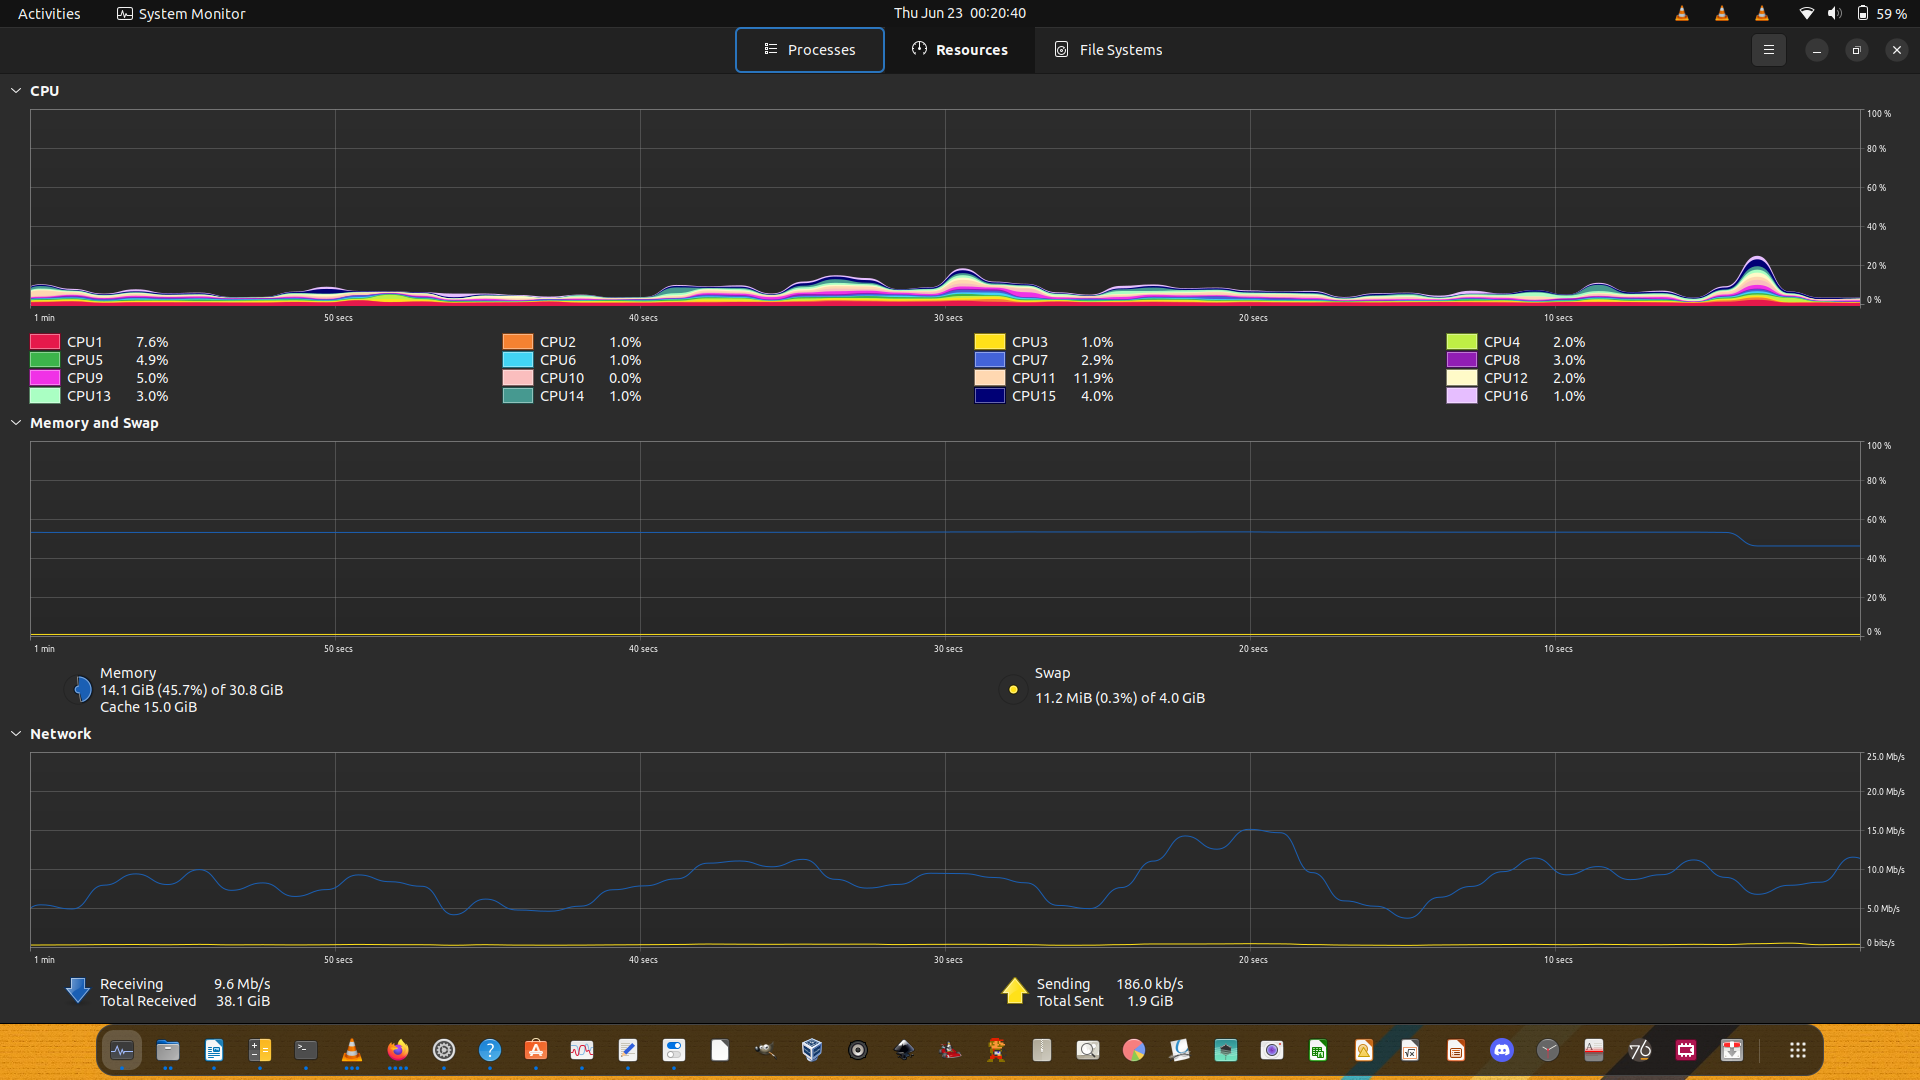 Activities System Monitor Thu Jun 23 00:20:40 59 %
Processes Resources File Systems
CPU
100 %
80 %
60 %
40 %
20 %
0 %
1 min 50 secs 40 secs 30 secs 20 secs 10 secs
CPU1 7.6% CPU2 1.0% CPU3 1.0% CPU4 2.0%
CPU5 4.9% CPU6 1.0% CPU7 2.9% CPU8 3.0%
CPU9 5.0% CPU10 0.0% CPU11 11.9% CPU12 2.0%
CPU13 3.0% CPU14 1.0% CPU15 4.0% CPU16 1.0%
Memory and Swap
100 %
80 %
60 %
40 %
20 %
0 %
1 min 50 secs 40 secs 30 secs 20 secs 10 secs
Memory Swap
14.1 GiB (45.7%) of 30.8 GiB 11.2 MiB (0.3%) of 4.0 GiB
Cache 15.0 GiB
Network
25.0 Mb/s
20.0 Mb/s
15.0 Mb/s
10.0 Mb/s
5.0 Mb/s
0 bits/s
1 min 50 secs 40 secs 30 secs 20 secs 10 secs
Receiving 9.6 Mb/s Sending 186.0 kb/s
Total Received 38.1 GiB Total Sent 1.9 GiB
76